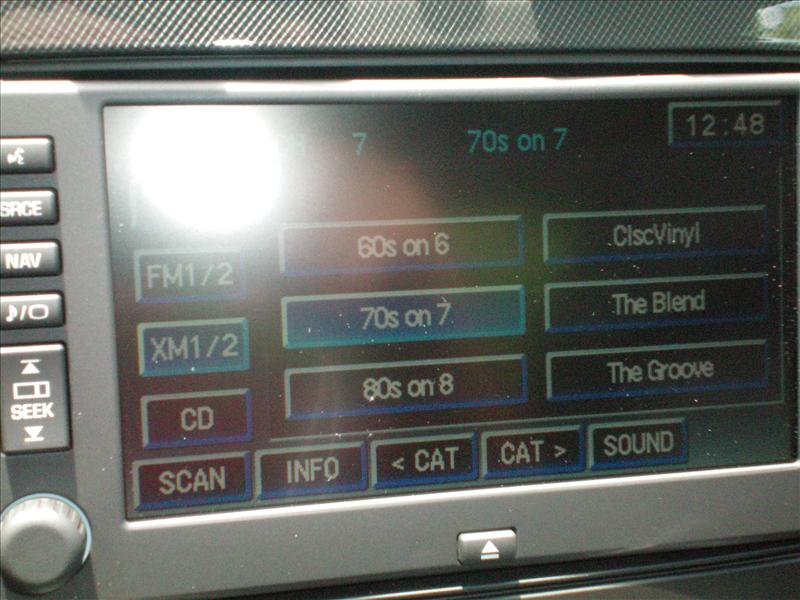 7 70s on 7 12:48
SRCE
NAV
SEEK
FM1/2
XM1/2
CD
60s on 6
70s on 7
80s on 8
ClscVinyl
The Blend
The Groove
SCAN INFO < CAT CAT > SOUND